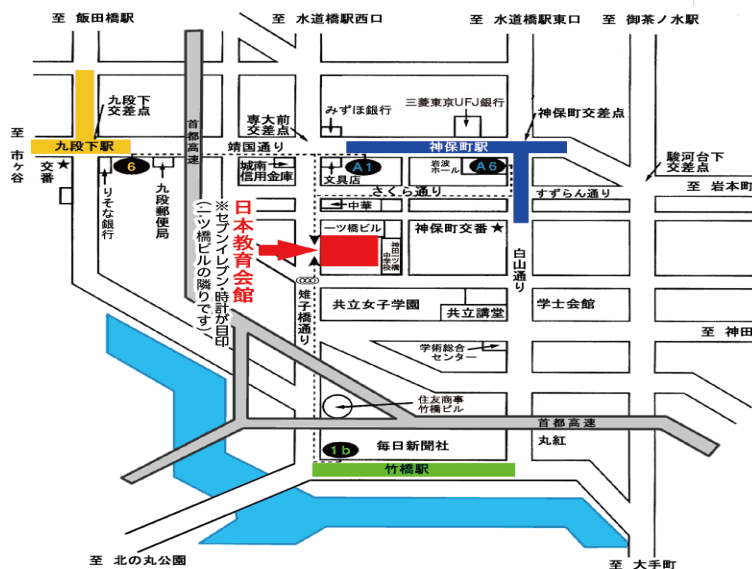 至 飯田橋駅
至 水道橋駅西口
至 水道橋駅東口
至 御茶ノ水駅
九段下
交差点
首都高速
専大前
交差点
みずほ銀行
三菱東京UFJ銀行
神保町交差点
至 市ヶ谷
九段下駅
靖国通り
神保町駅
駿河台下
交差点
交番
6
りそな銀行
九段郵便局
城南
信用金庫
A1
文具店
岩波
ホール
A6
さくら通り
すずらん通り
至 岩本町
中華
日本教育会館
※セブンイレブン・時計が目印
(一ツ橋ビルの隣りです)
一ツ橋ビル
神田一ツ橋
中学校
神保町交番
白山通り
雉子橋通り
共立女子学園
共立講堂
学士会館
至 神田
学術総合
センター
住友商事
竹橋ビル
首都高速
1b
毎日新聞社
丸紅
竹橋駅
至 北の丸公園
至 大手町